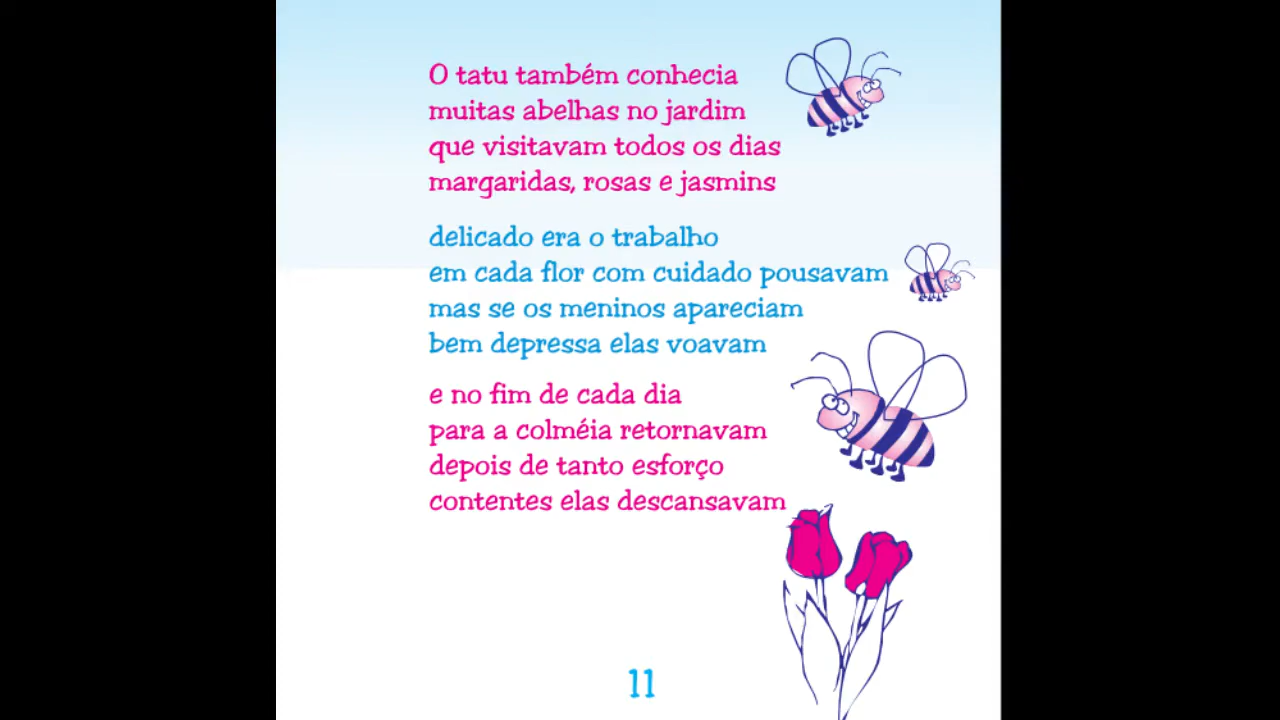 O tatu também conhecia
muitas abelhas no jardim
que visitavam todos os dias
margaridas, rosas e jasmins
delicado era o trabalho
em cada flor com cuidado pousavam
mas se os meninos apareciam
bem depressa elas voavam
e no fim de cada dia
para a colméia retornavam
depois de tanto esforço
contentes elas descansavam
11